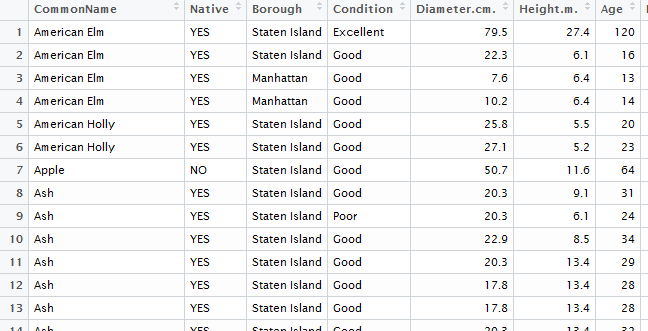 CommonName Native Borough Condition Diameter.cm. Height.m. Age
1 American Elm YES Staten Island Excellent 79.5 27.4 120
2 American Elm YES Staten Island Good 22.3 6.1 16
3 American Elm YES Manhattan Good 7.6 6.4 13
4 American Elm YES Manhattan Good 10.2 6.4 14
5 American Holly YES Staten Island Good 25.8 5.5 20
6 American Holly YES Staten Island Good 27.1 5.2 23
7 Apple NO Staten Island Good 50.7 11.6 64
8 Ash YES Staten Island Good 20.3 9.1 31
9 Ash YES Staten Island Poor 20.3 6.1 24
10 Ash YES Staten Island Good 22.9 8.5 34
11 Ash YES Staten Island Good 20.3 13.4 29
12 Ash YES Staten Island Good 17.8 13.4 28
13 Ash YES Staten Island Good 17.8 13.4 28
14 Ash YES Staten Island Good 20.3 13.4 32